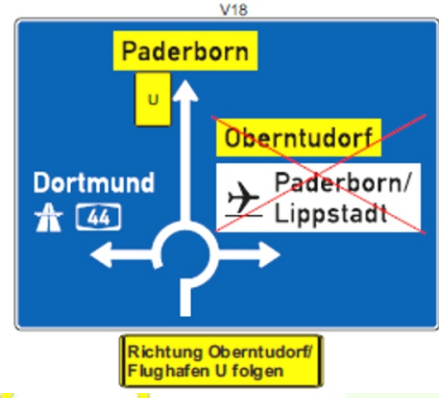 V18
Paderborn
U
Oberntudorf
Paderborn/
Lippstadt
Dortmund
44
Richtung Oberntudorf/
Flughafen U folgen